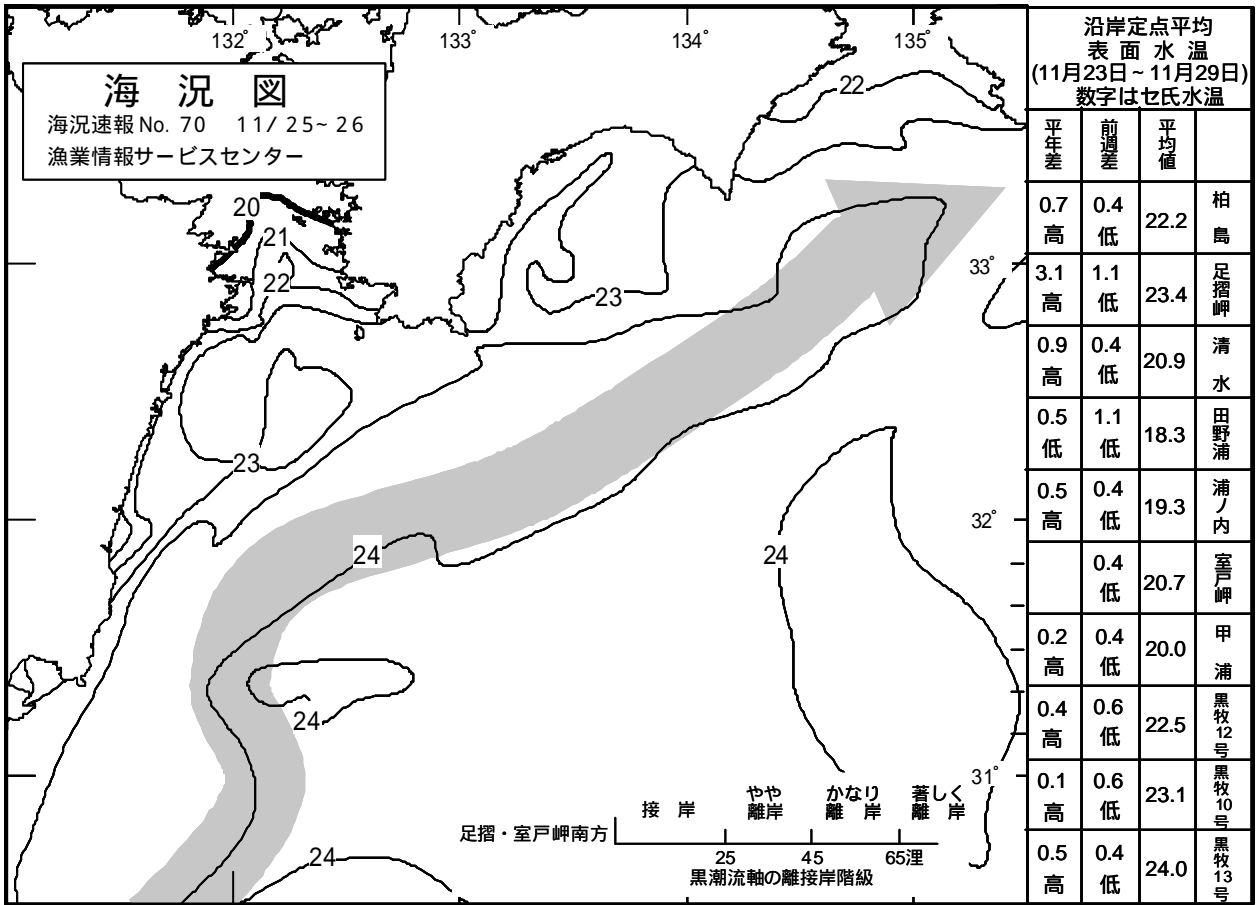 132°
133°
134°
135°
海 況 図
海況速報 No. 70 11/ 25~ 26
漁業情報サービスセンター
22
20
21
22
23
33°
23
32°
24
24
24
31°
24
接 岸
やや
離岸
かなり
離 岸
著しく
離 岸
足摺・室戸岬南方
25
45
65浬
黒潮流軸の離接岸階級
沿岸定点平均
表 面 水 温
(11月23日~11月29日)
数字はセ氏水温
平年差 前週差 平均値
0.7高 0.4低 22.2 柏島
3.1高 1.1低 23.4 足摺岬
0.9高 0.4低 20.9 清水
0.5低 1.1低 18.3 田野浦
0.5高 0.4低 19.3 浦ノ内
0.4低 20.7 室戸岬
0.2高 0.4低 20.0 甲浦
0.4高 0.6低 22.5 黒牧12号
0.1高 0.6低 23.1 黒牧10号
0.5高 0.4低 24.0 黒牧13号